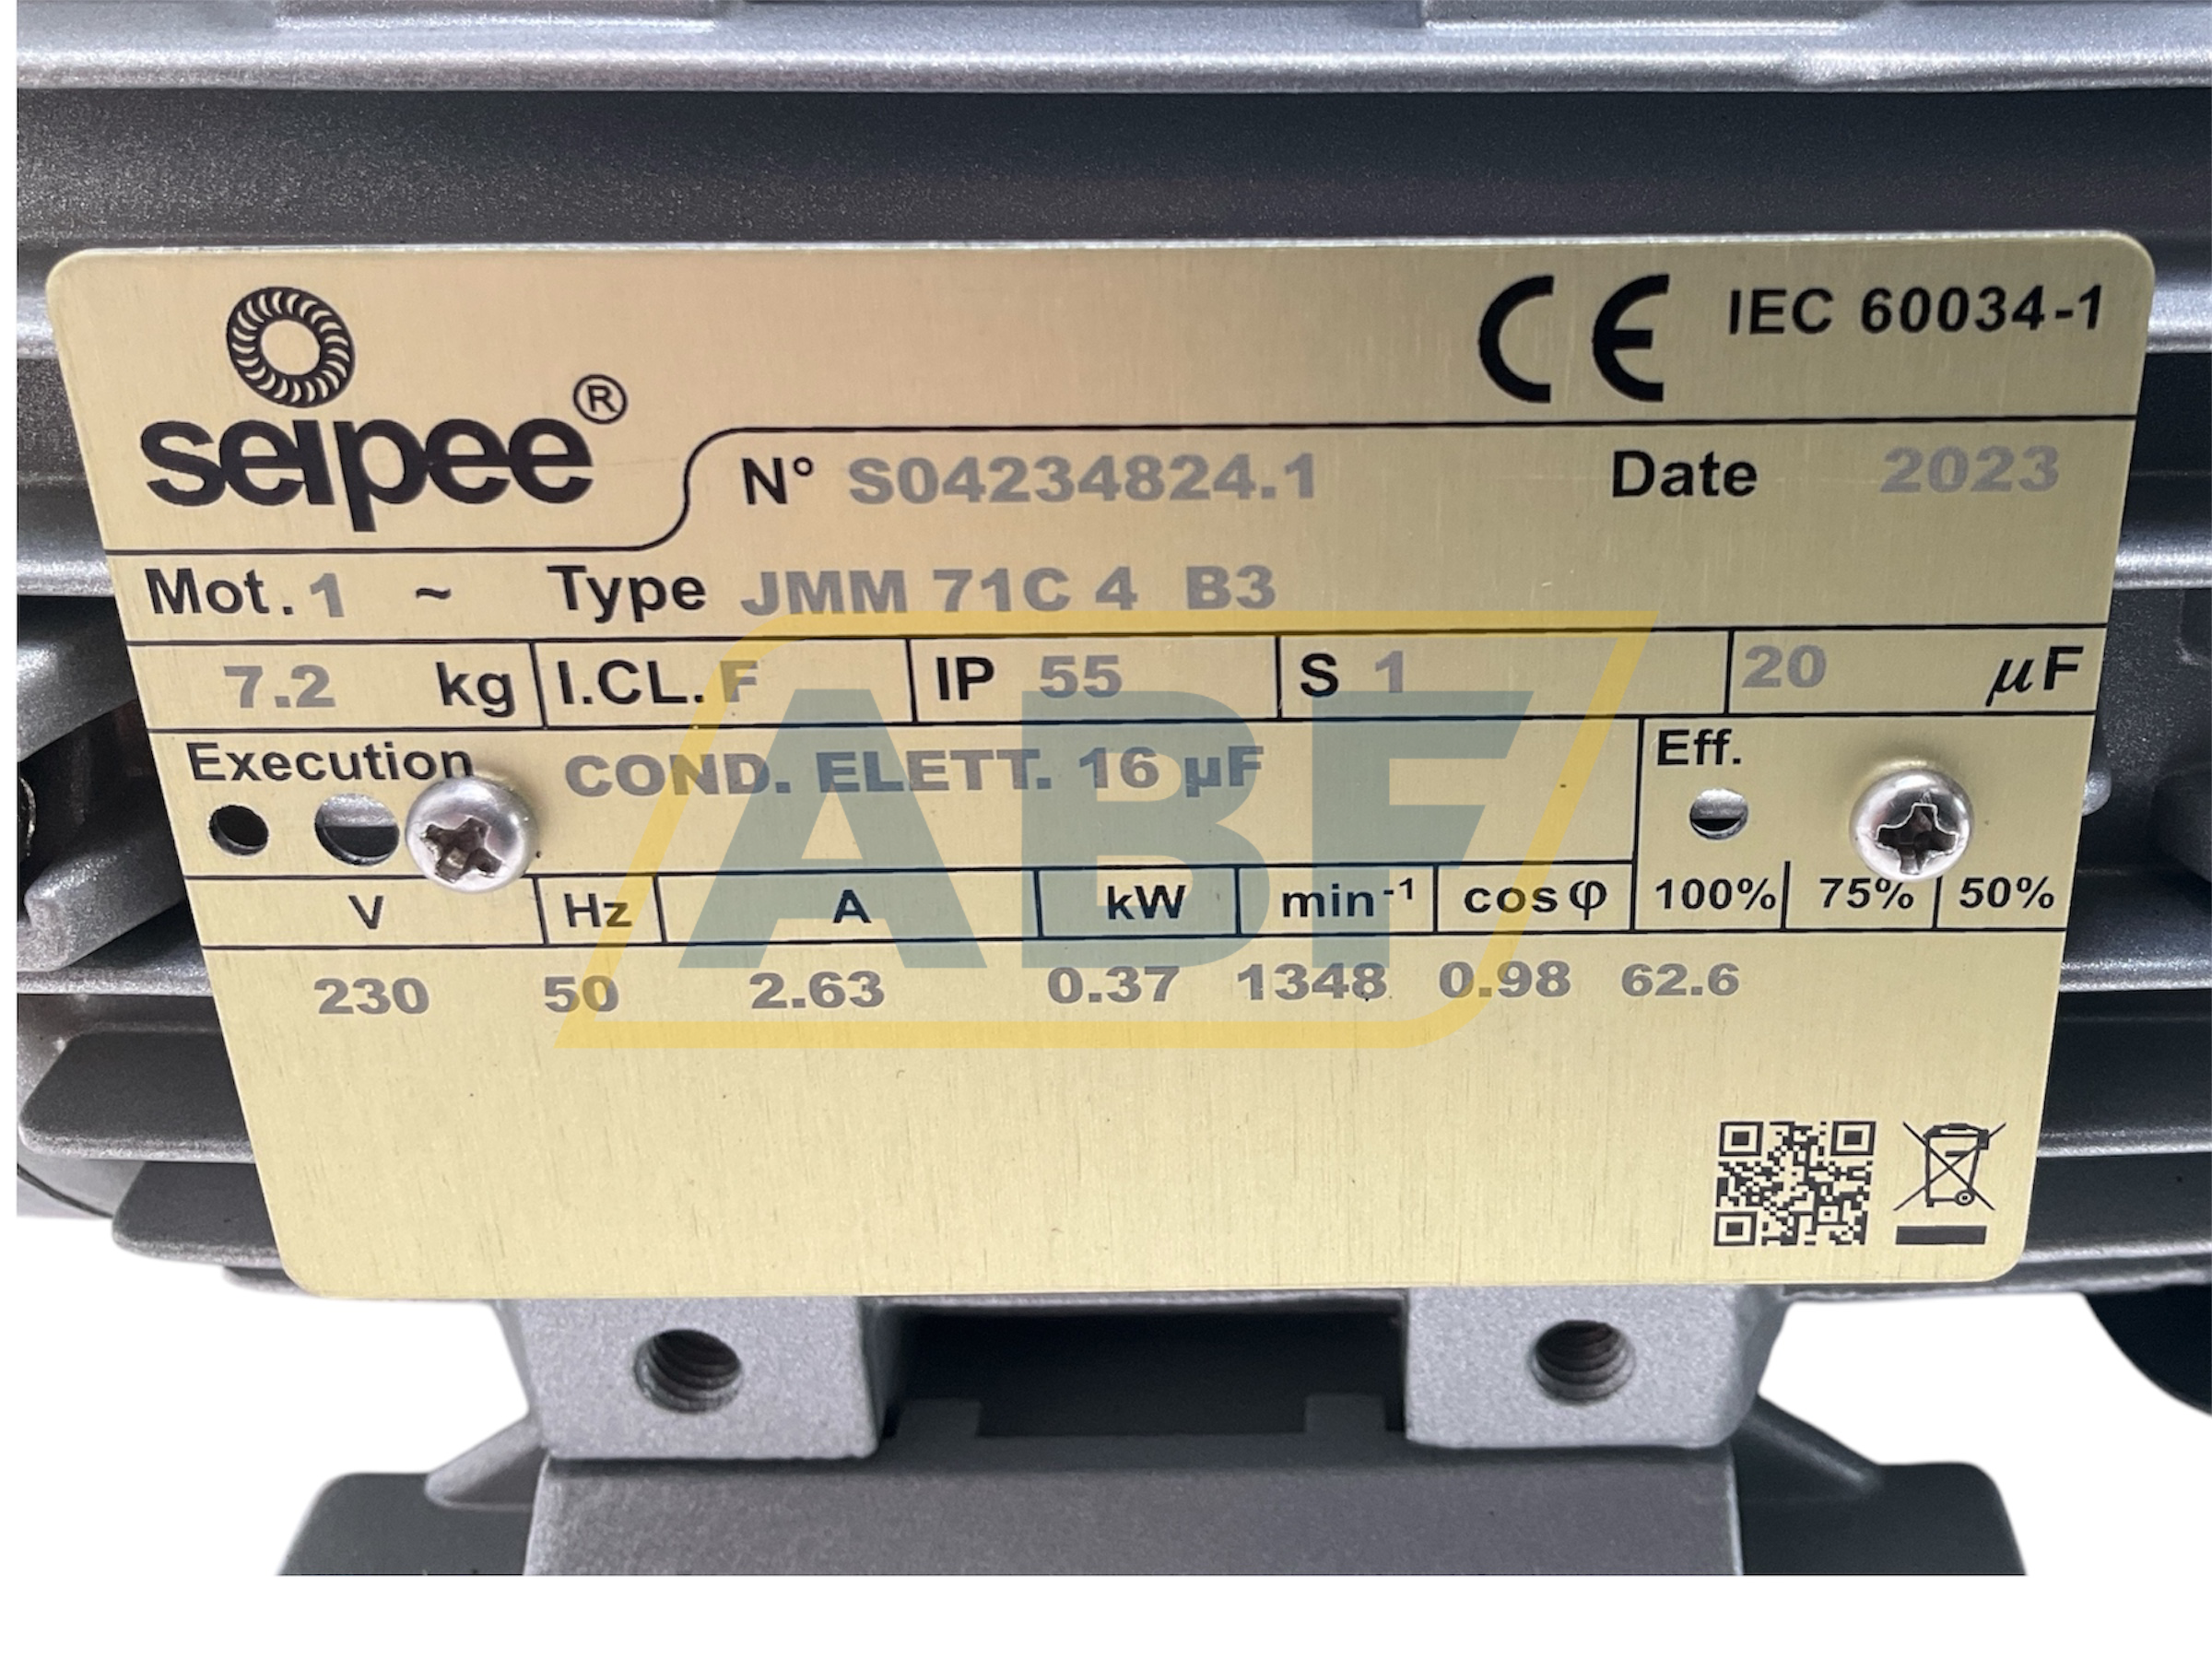 CE IEC 60034-1
seipee®
N° S04234824.1 Date 2023
Mot. 1 ~ Type JMM 71C 4 B3
7.2 kg I.CL. F IP 55 S 1 20 µF
Execution COND. ELETT. 16 µF Eff.
V Hz A kW min-1 cosφ 100% 75% 50%
230 50 2.63 0.37 1348 0.98 62.6
ABF